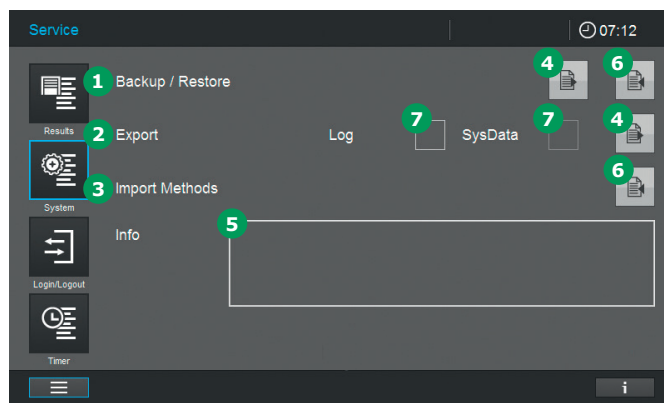 Service
07:12
1 Backup / Restore 4 6
Results
2 Export Log 7 SysData 7 4
3 Import Methods 6
System
Info 5
Login/Logout
Timer
i